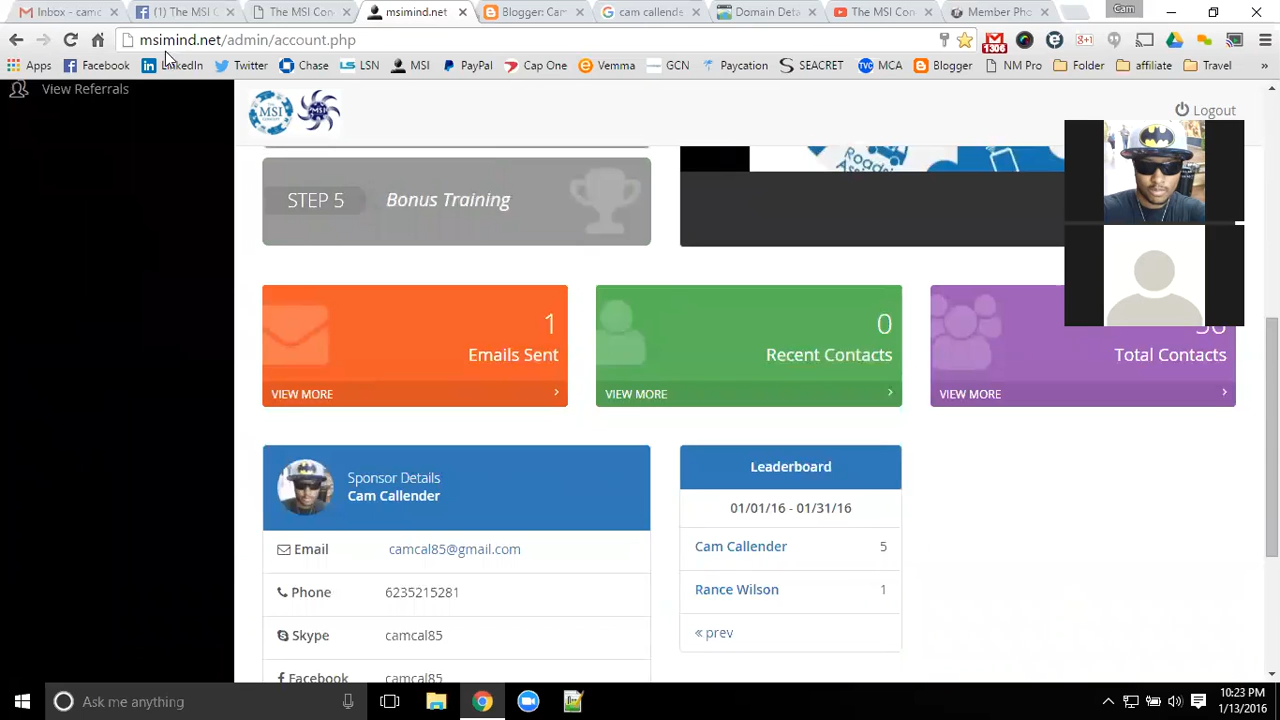 Inbox - camc
(1) The MSI C
The MSI Con
msimind.net
Blogger: Cam
cam callende
Domain Deta
The MSI Con
Member Pho
Cam
msimind.net/admin/account.php
1306
Apps
Facebook
LinkedIn
Twitter
Chase
LSN
MSI
PayPal
Cap One
Vemma
GCN
Paycation
SEACRET
MCA
Blogger
NM Pro
Folder
affiliate
Travel
View Referrals
THE MSI CONCEPT
MSI
Logout
STEP 5
Bonus Training
1
Emails Sent
VIEW MORE
0
Recent Contacts
VIEW MORE
Total Contacts
VIEW MORE
Sponsor Details
Cam Callender
Email camcal85@gmail.com
Phone 6235215281
Skype camcal85
Facebook camcal85
Leaderboard
01/01/16 - 01/31/16
Cam Callender 5
Rance Wilson 1
« prev
Ask me anything
10:23 PM
1/13/2016